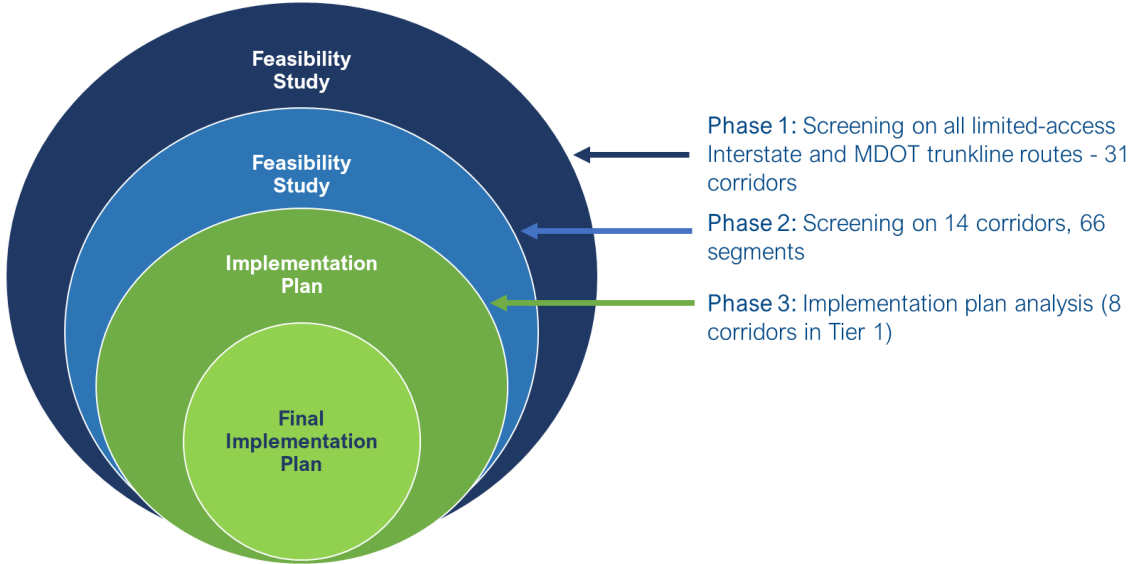 Feasibility
Study
Feasibility
Study
Implementation
Plan
Final
Implementation
Plan
Phase 1: Screening on all limited-access
Interstate and MDOT trunkline routes - 31
corridors
Phase 2: Screening on 14 corridors, 66
segments
Phase 3: Implementation plan analysis (8
corridors in Tier 1)